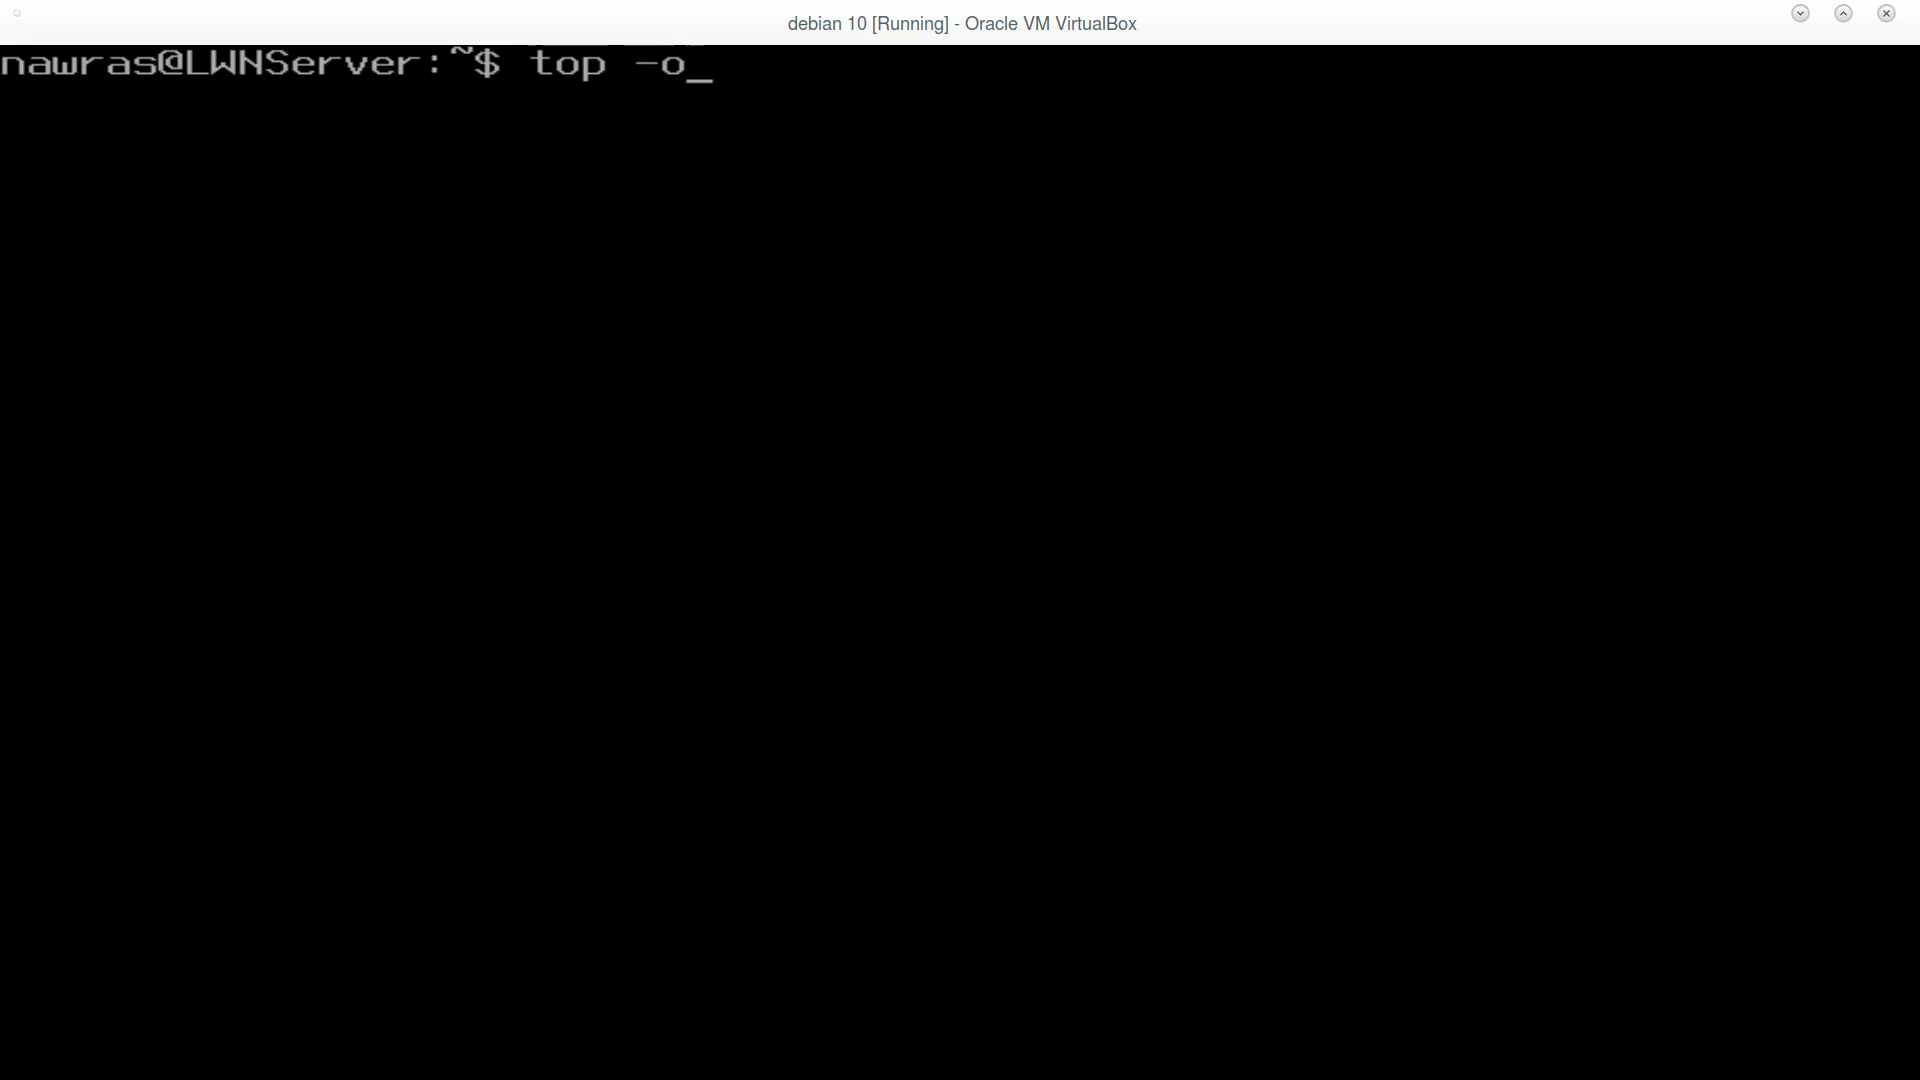 debian 10 [Running] - Oracle VM VirtualBox
nawras@LWNServer:~$ top -o_